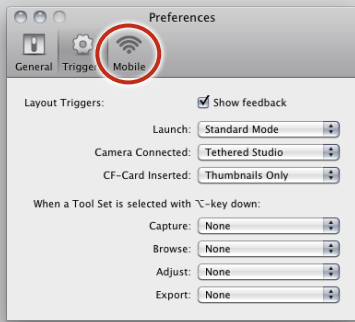 Preferences
General Trigge Mobile
Layout Triggers: Show feedback
Launch: Standard Mode
Camera Connected: Tethered Studio
CF-Card Inserted: Thumbnails Only
When a Tool Set is selected with ⌥-key down:
Capture: None
Browse: None
Adjust: None
Export: None